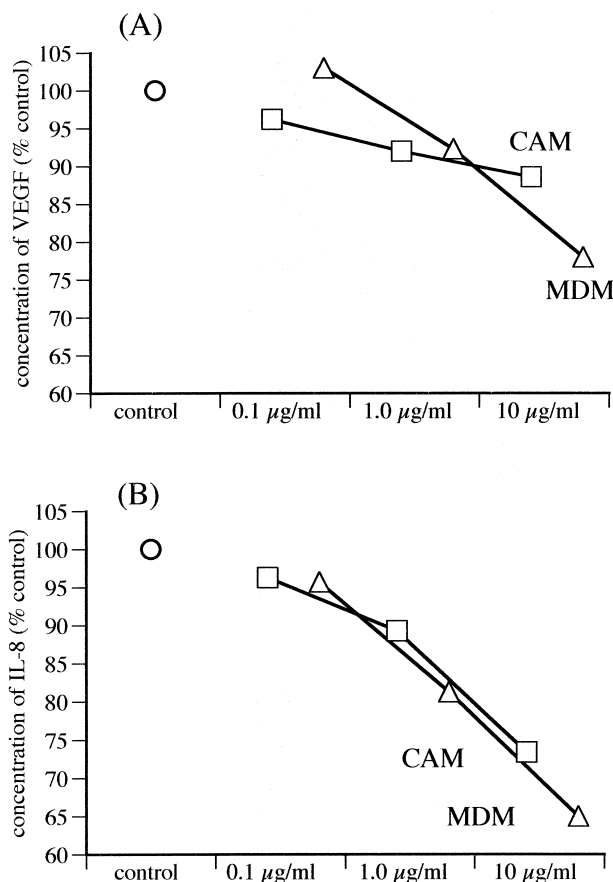 (A)
concentration of VEGF (% control)
105
100
95
90
85
80
75
70
65
60
CAM
MDM
control 0.1 µg/ml 1.0 µg/ml 10 µg/ml
(B)
concentration of IL-8 (% control)
105
100
95
90
85
80
75
70
65
60
CAM
MDM
control 0.1 µg/ml 1.0 µg/ml 10 µg/ml